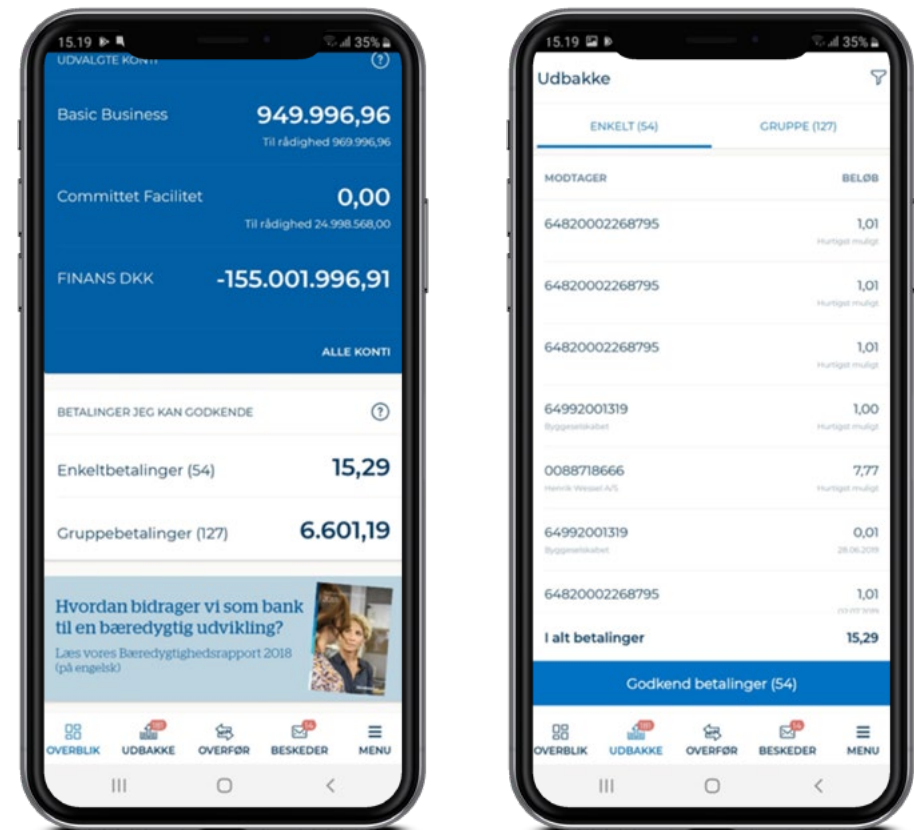 15.19
35%
UDVALGTE KONTI
Basic Business
949.996,96
Til rådighed 969.996,96
Committet Facilitet
0,00
Til rådighed 24.998.568,00
FINANS DKK
-155.001.996,91
ALLE KONTI
BETALINGER JEG KAN GODKENDE
Enkeltbetalinger (54)
15,29
Gruppebetalinger (127)
6.601,19
Hvordan bidrager vi som bank
til en bæredygtig udvikling?
Læs vores Bæredygtighedsrapport 2018
(på engelsk)
OVERBLIK
UDBAKKE
OVERFØR
BESKEDER
MENU
15.19
35%
Udbakke
ENKELT (54)
GRUPPE (127)
MODTAGER
BELØB
64820002268795
1,01
Hurtigst muligt
64820002268795
1,01
Hurtigst muligt
64820002268795
1,01
Hurtigst muligt
64992001319
1,00
Byggeselskabet
Hurtigst muligt
0088718666
7,77
Henrik Wessel A/S
Hurtigst muligt
64992001319
0,01
Byggeselskabet
28.06.2019
64820002268795
1,01
I alt betalinger
15,29
Godkend betalinger (54)
OVERBLIK
UDBAKKE
OVERFØR
BESKEDER
MENU